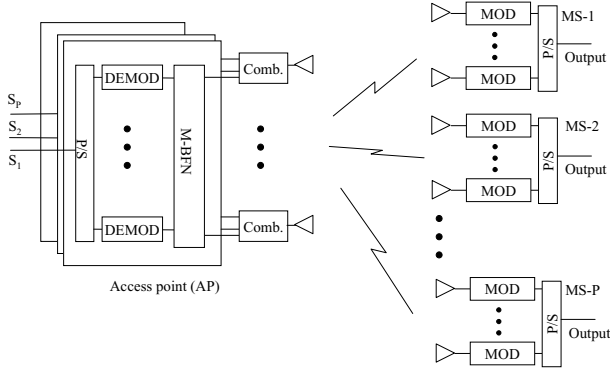 S_P
S_2
S_1
P/S
DEMOD
DEMOD
M-BFN
Comb.
Comb.
Access point (AP)
MOD
MOD
P/S
MS-1
Output
MOD
MOD
P/S
MS-2
Output
MOD
MOD
P/S
MS-P
Output